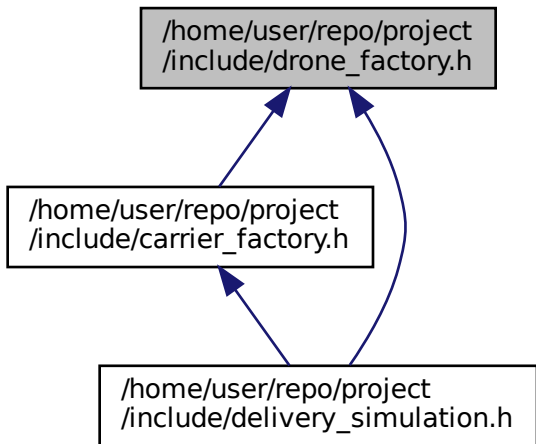 /home/user/repo/project
/include/drone_factory.h
/home/user/repo/project
/include/carrier_factory.h
/home/user/repo/project
/include/delivery_simulation.h